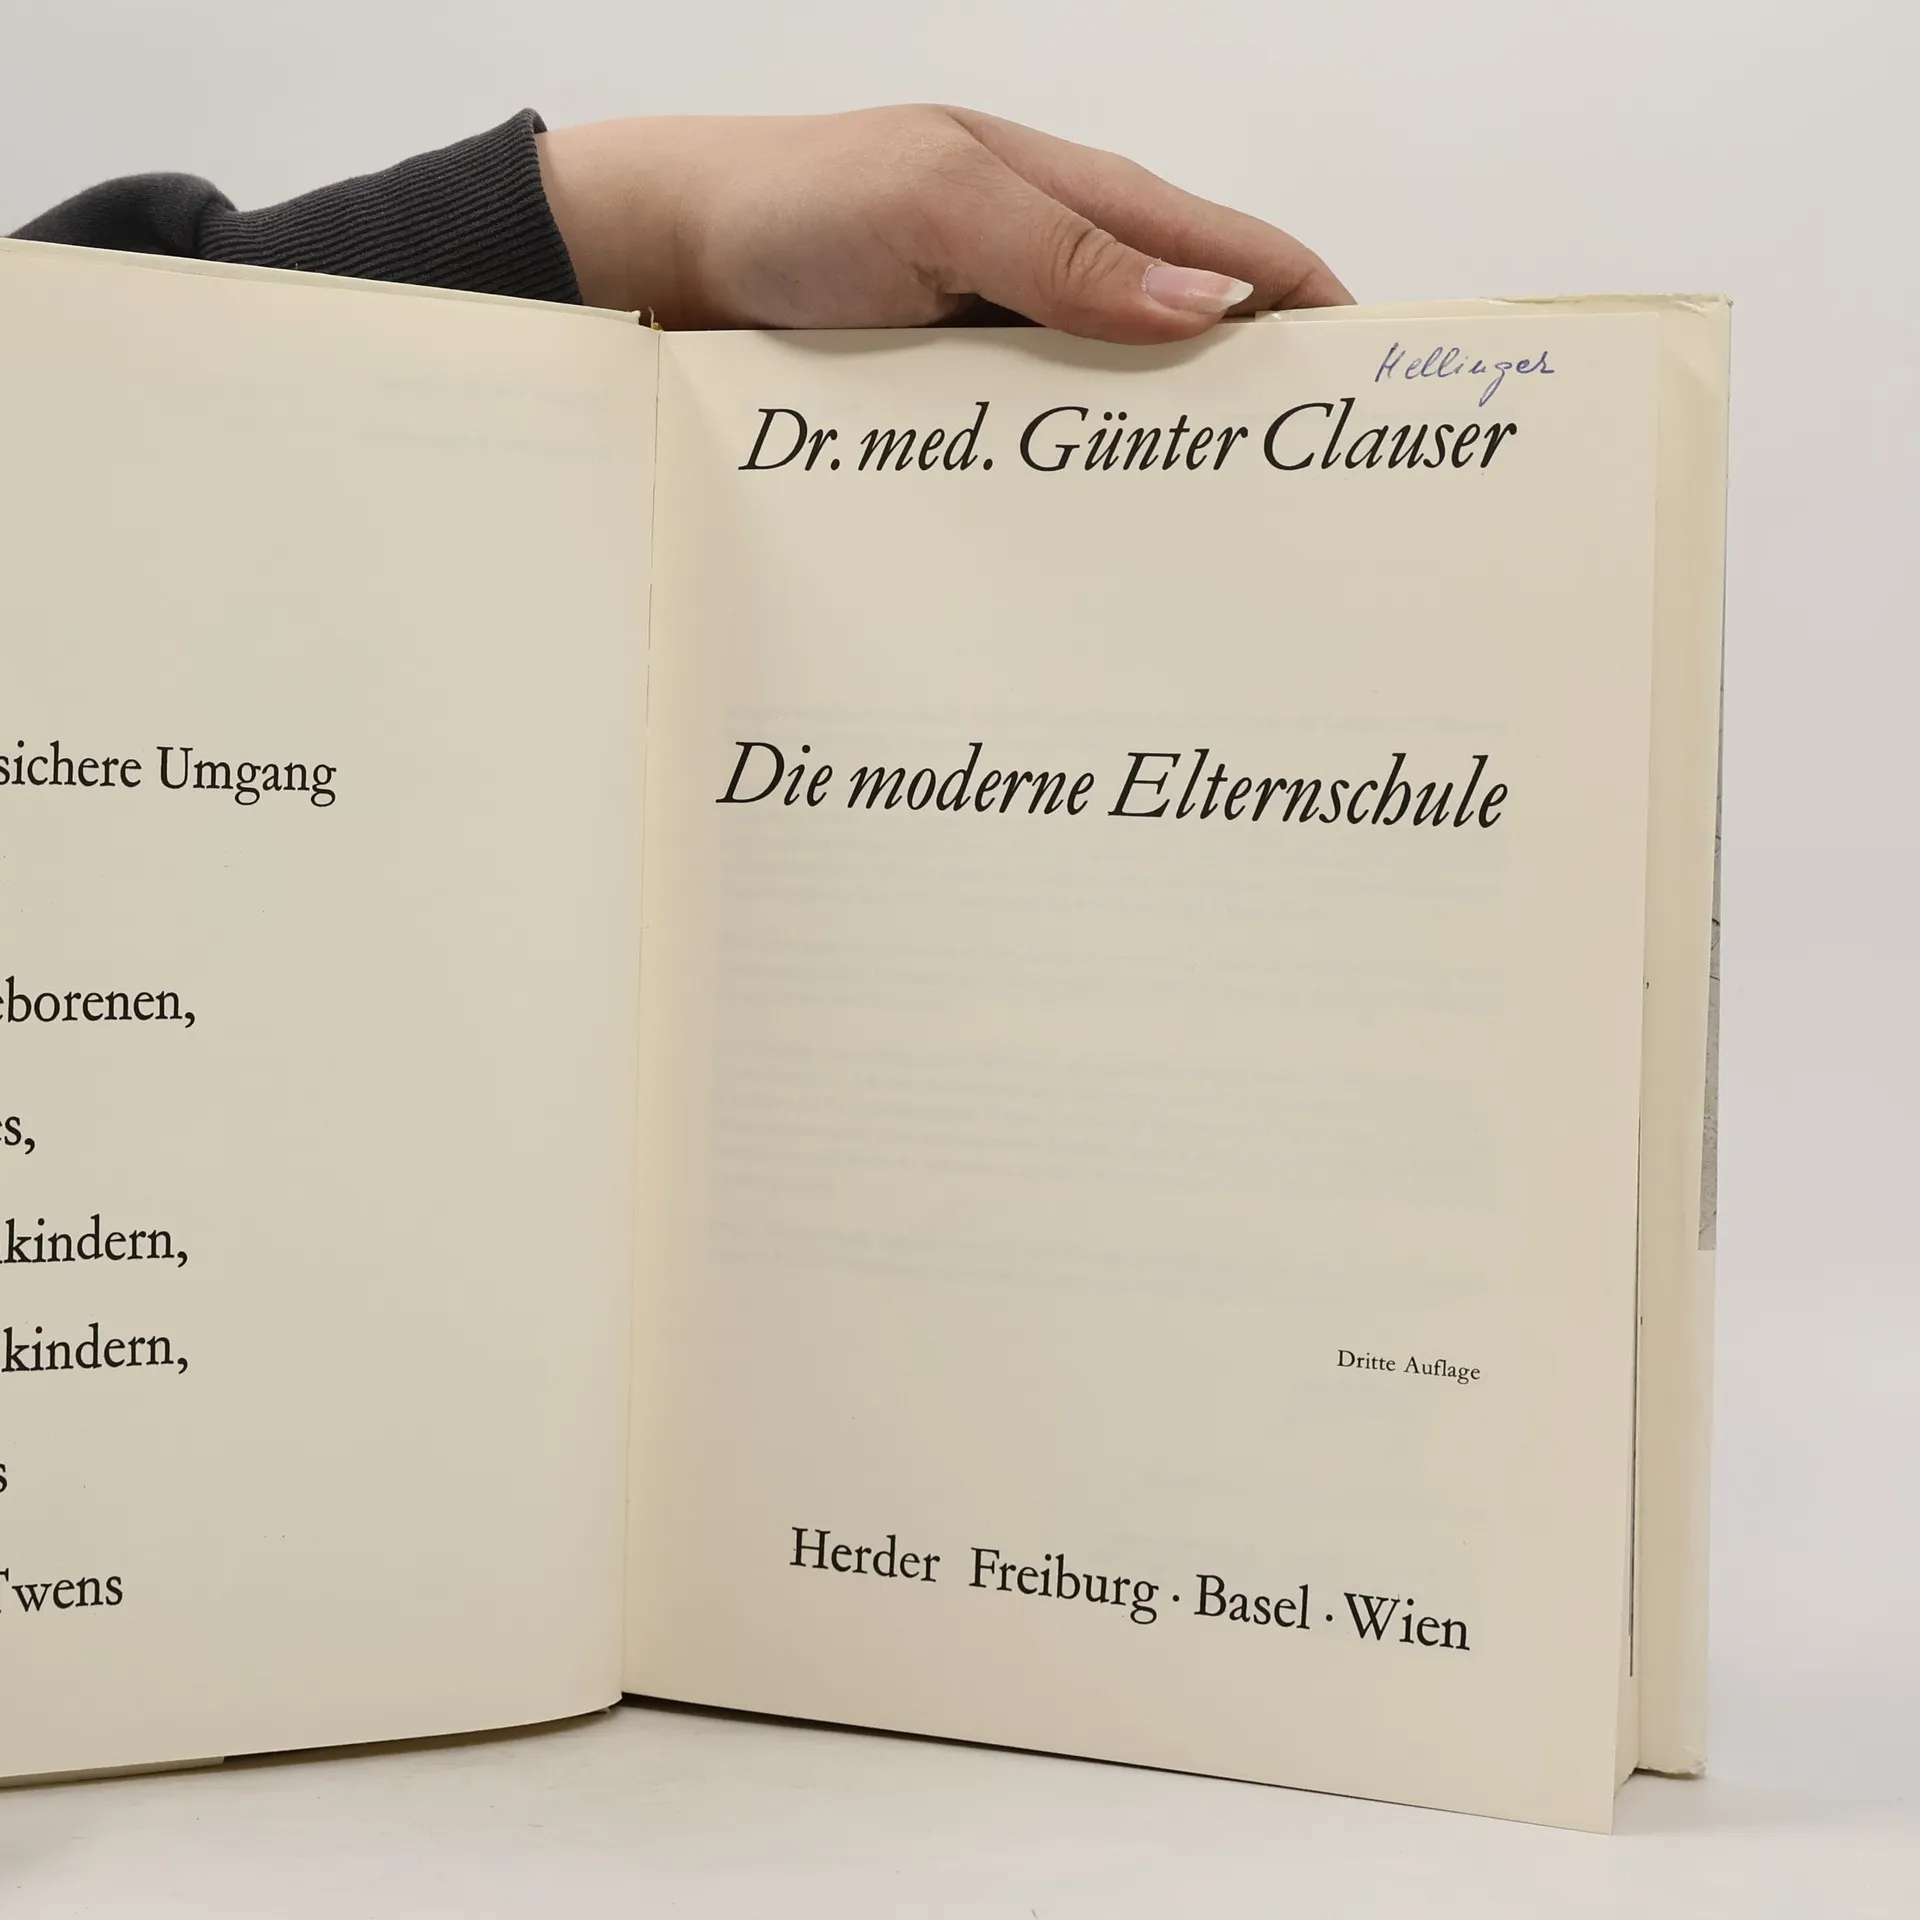 sichere Umgang
eborenen,
s,
kindern,
kindern,
s
Twens
Hellinger
Dr. med. Günter Clauser
Die moderne Elternschule
Dritte Auflage
Herder Freiburg · Basel · Wien